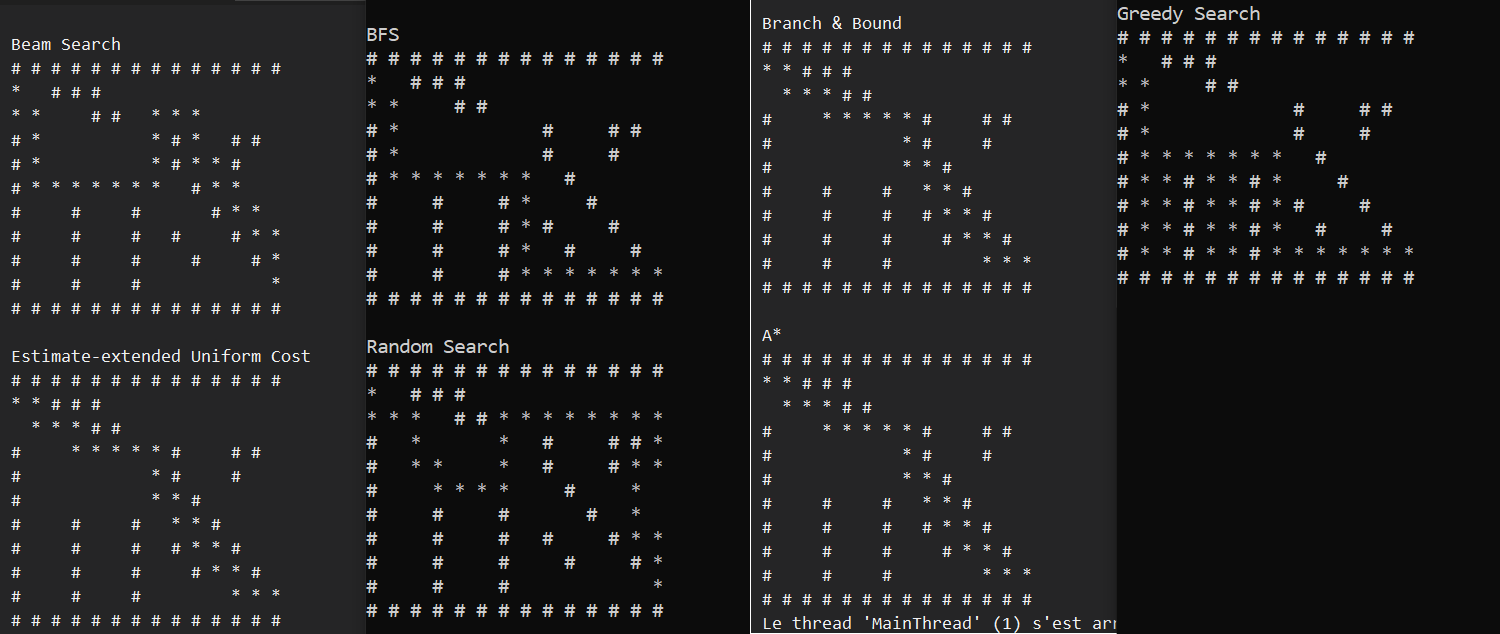 Beam Search
# # # # # # # # # # # # # #
*   # # #
* *     # #   * * *
# *           * # *   # #
# *           * # * * #
# * * * * * * *   # * *
#     #     #       # * *
#     #     #   #     # * *
#     #     #     #     # *
#     #     #             *
# # # # # # # # # # # # # #
Estimate-extended Uniform Cost
# # # # # # # # # # # # # #
* * # # #
  * * * # #
#     * * * * * #     # #
#             * #     #
#             * * #
#     #     #   * * #
#     #     #   # * * #
#     #     #     # * * #
#     #     #         * * *
# # # # # # # # # # # # # #
BFS
# # # # # # # # # # # # # #
*   # # #
* *     # #
# *             #     # #
# *             #     #
# * * * * * * *   #
#     #     # *     #
#     #     # * #     #
#     #     # *   #     #
#     #     # * * * * * * *
# # # # # # # # # # # # # #
Random Search
# # # # # # # # # # # # # #
*   # # #
* * *   # # * * * * * * * *
#   *       *   #     # # *
#   * *     *   #     # * *
#     * * * *     #     *
#     #     #       #   *
#     #     #   #     # * *
#     #     #     #     # *
#     #     #             *
# # # # # # # # # # # # # #
Branch & Bound
# # # # # # # # # # # # # #
* * # # #
  * * * # #
#     * * * * * #     # #
#             * #     #
#             * * #
#     #     #   * * #
#     #     #   # * * #
#     #     #     # * * #
#     #     #         * * *
# # # # # # # # # # # # # #
A*
# # # # # # # # # # # # # #
* * # # #
  * * * # #
#     * * * * * #     # #
#             * #     #
#             * * #
#     #     #   * * #
#     #     #   # * * #
#     #     #     # * * #
#     #     #         * * *
# # # # # # # # # # # # # #
Le thread 'MainThread' (1) s'est arr
Greedy Search
# # # # # # # # # # # # # #
*   # # #
* *     # #
# *             #     # #
# *             #     #
# * * * * * * *   #
# * * # * * # *     #
# * * # * * # * #     #
# * * # * * # *   #     #
# * * # * * # * * * * * * *
# # # # # # # # # # # # # #